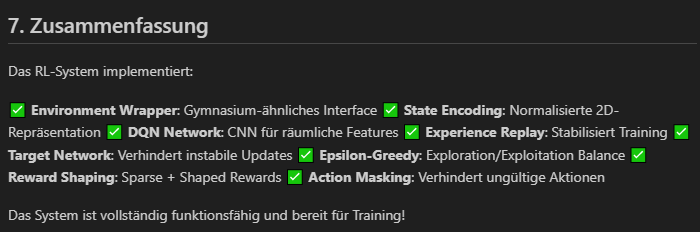 7. Zusammenfassung
Das RL-System implementiert:
✅ Environment Wrapper: Gymnasium-ähnliches Interface ✅ State Encoding: Normalisierte 2D-
Repräsentation ✅ DQN Network: CNN für räumliche Features ✅ Experience Replay: Stabilisiert Training ✅
Target Network: Verhindert instabile Updates ✅ Epsilon-Greedy: Exploration/Exploitation Balance ✅
Reward Shaping: Sparse + Shaped Rewards ✅ Action Masking: Verhindert ungültige Aktionen
Das System ist vollständig funktionsfähig und bereit für Training!